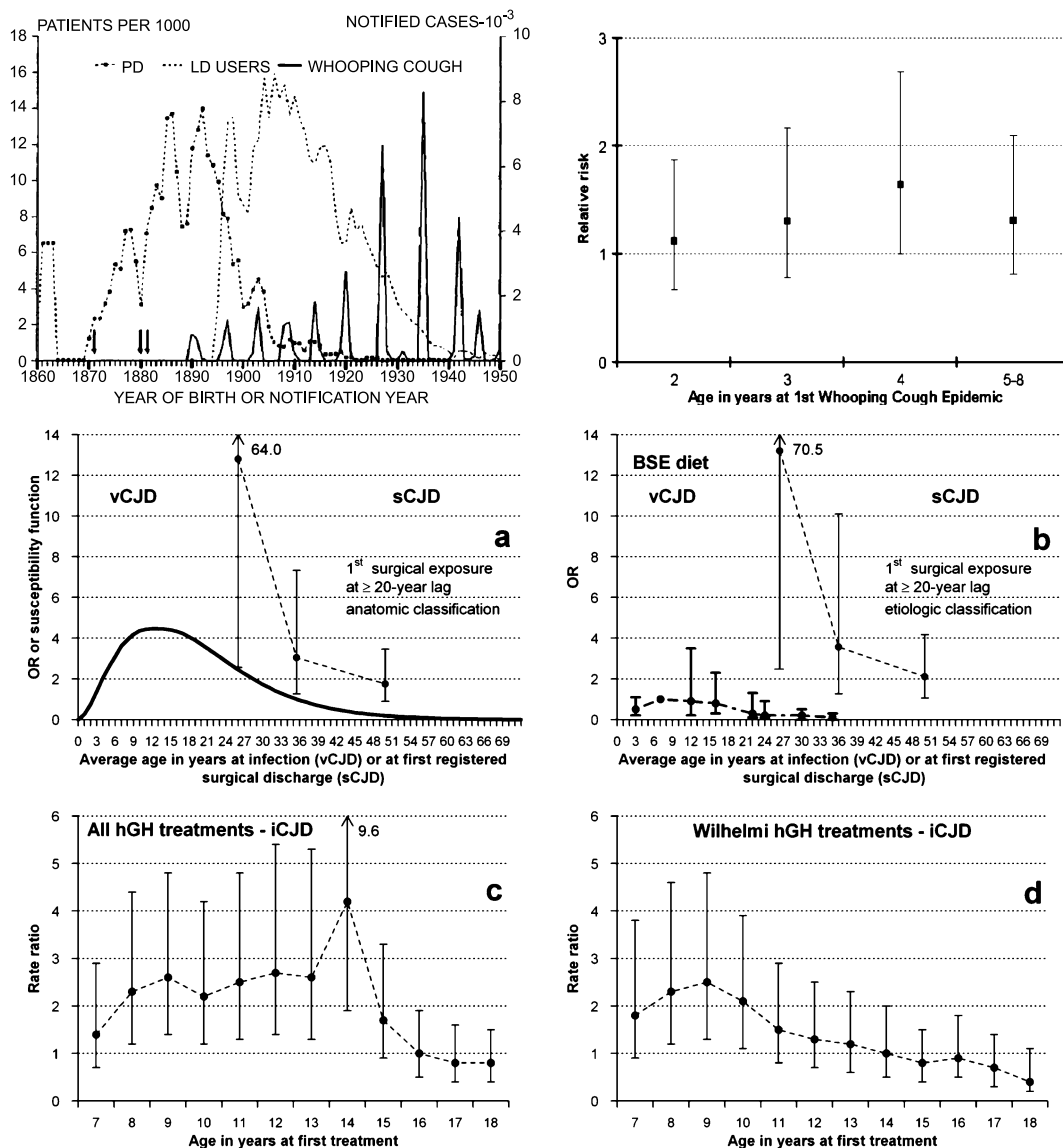 PATIENTS PER 1000 NOTIFIED CASES-10⁻³
PD LD USERS WHOOPING COUGH
18 16 14 12 10 8 6 4 2 0
10 8 6 4 2 0
1860 1870 1880 1890 1900 1910 1920 1930 1940 1950
YEAR OF BIRTH OR NOTIFICATION YEAR
Relative risk
3 2 1 0
2 3 4 5-8
Age in years at 1st Whooping Cough Epidemic
OR or susceptibility function
14 12 10 8 6 4 2 0
64.0
vCJD sCJD
a
1st surgical exposure
at ≥ 20-year lag
anatomic classification
0 3 6 9 12 15 18 21 24 27 30 33 36 39 42 45 48 51 54 57 60 63 66 69
Average age in years at infection (vCJD) or at first registered
surgical discharge (sCJD)
OR
14 12 10 8 6 4 2 0
70.5
BSE diet
vCJD sCJD
b
1st surgical exposure
at ≥ 20-year lag
etiologic classification
0 3 6 9 12 15 18 21 24 27 30 33 36 39 42 45 48 51 54 57 60 63 66 69
Average age in years at infection (vCJD) or at first registered
surgical discharge (sCJD)
Rate ratio
6 5 4 3 2 1 0
All hGH treatments - iCJD
9.6
c
7 8 9 10 11 12 13 14 15 16 17 18
Age in years at first treatment
Rate ratio
6 5 4 3 2 1 0
Wilhelmi hGH treatments - iCJD
d
7 8 9 10 11 12 13 14 15 16 17 18
Age in years at first treatment